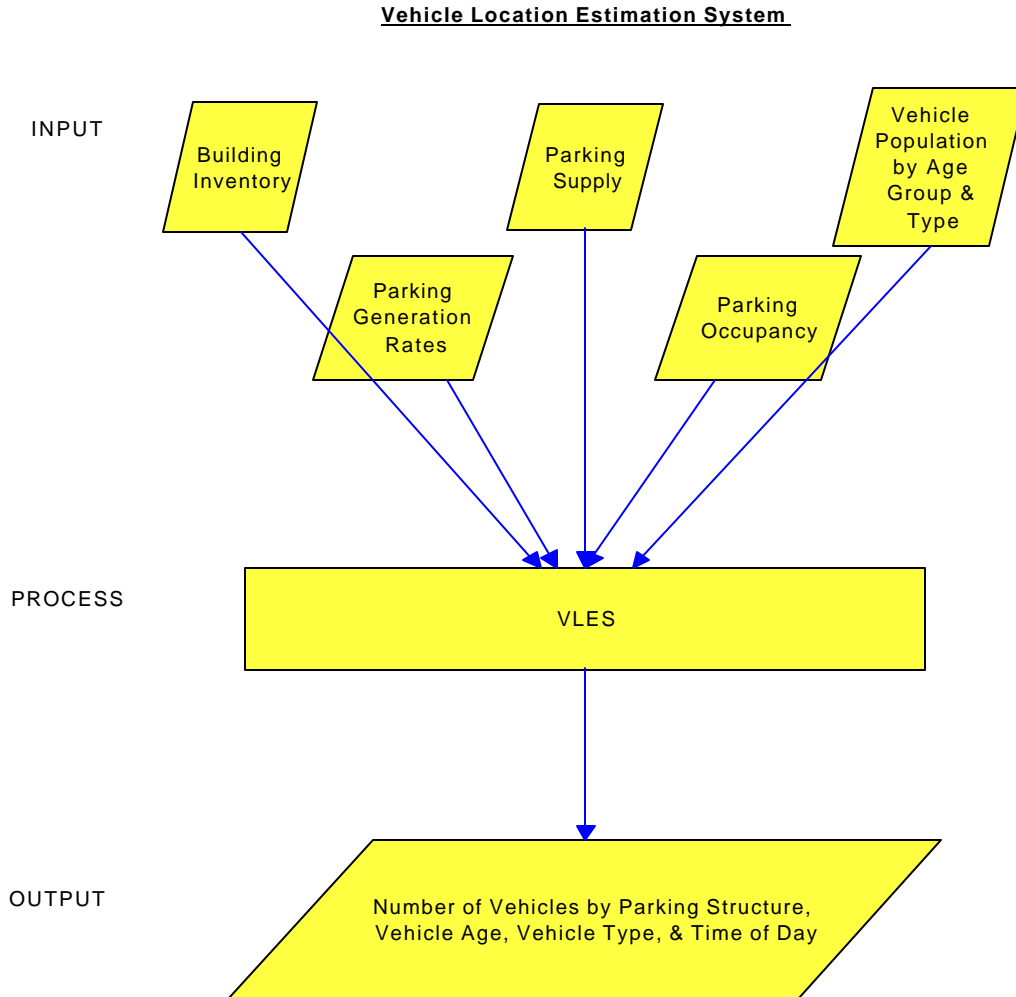 Vehicle Location Estimation System
INPUT
Building
Inventory
Parking
Supply
Vehicle
Population
by Age
Group &
Type
Parking
Generation
Rates
Parking
Occupancy
PROCESS
VLES
OUTPUT
Number of Vehicles by Parking Structure,
Vehicle Age, Vehicle Type, & Time of Day